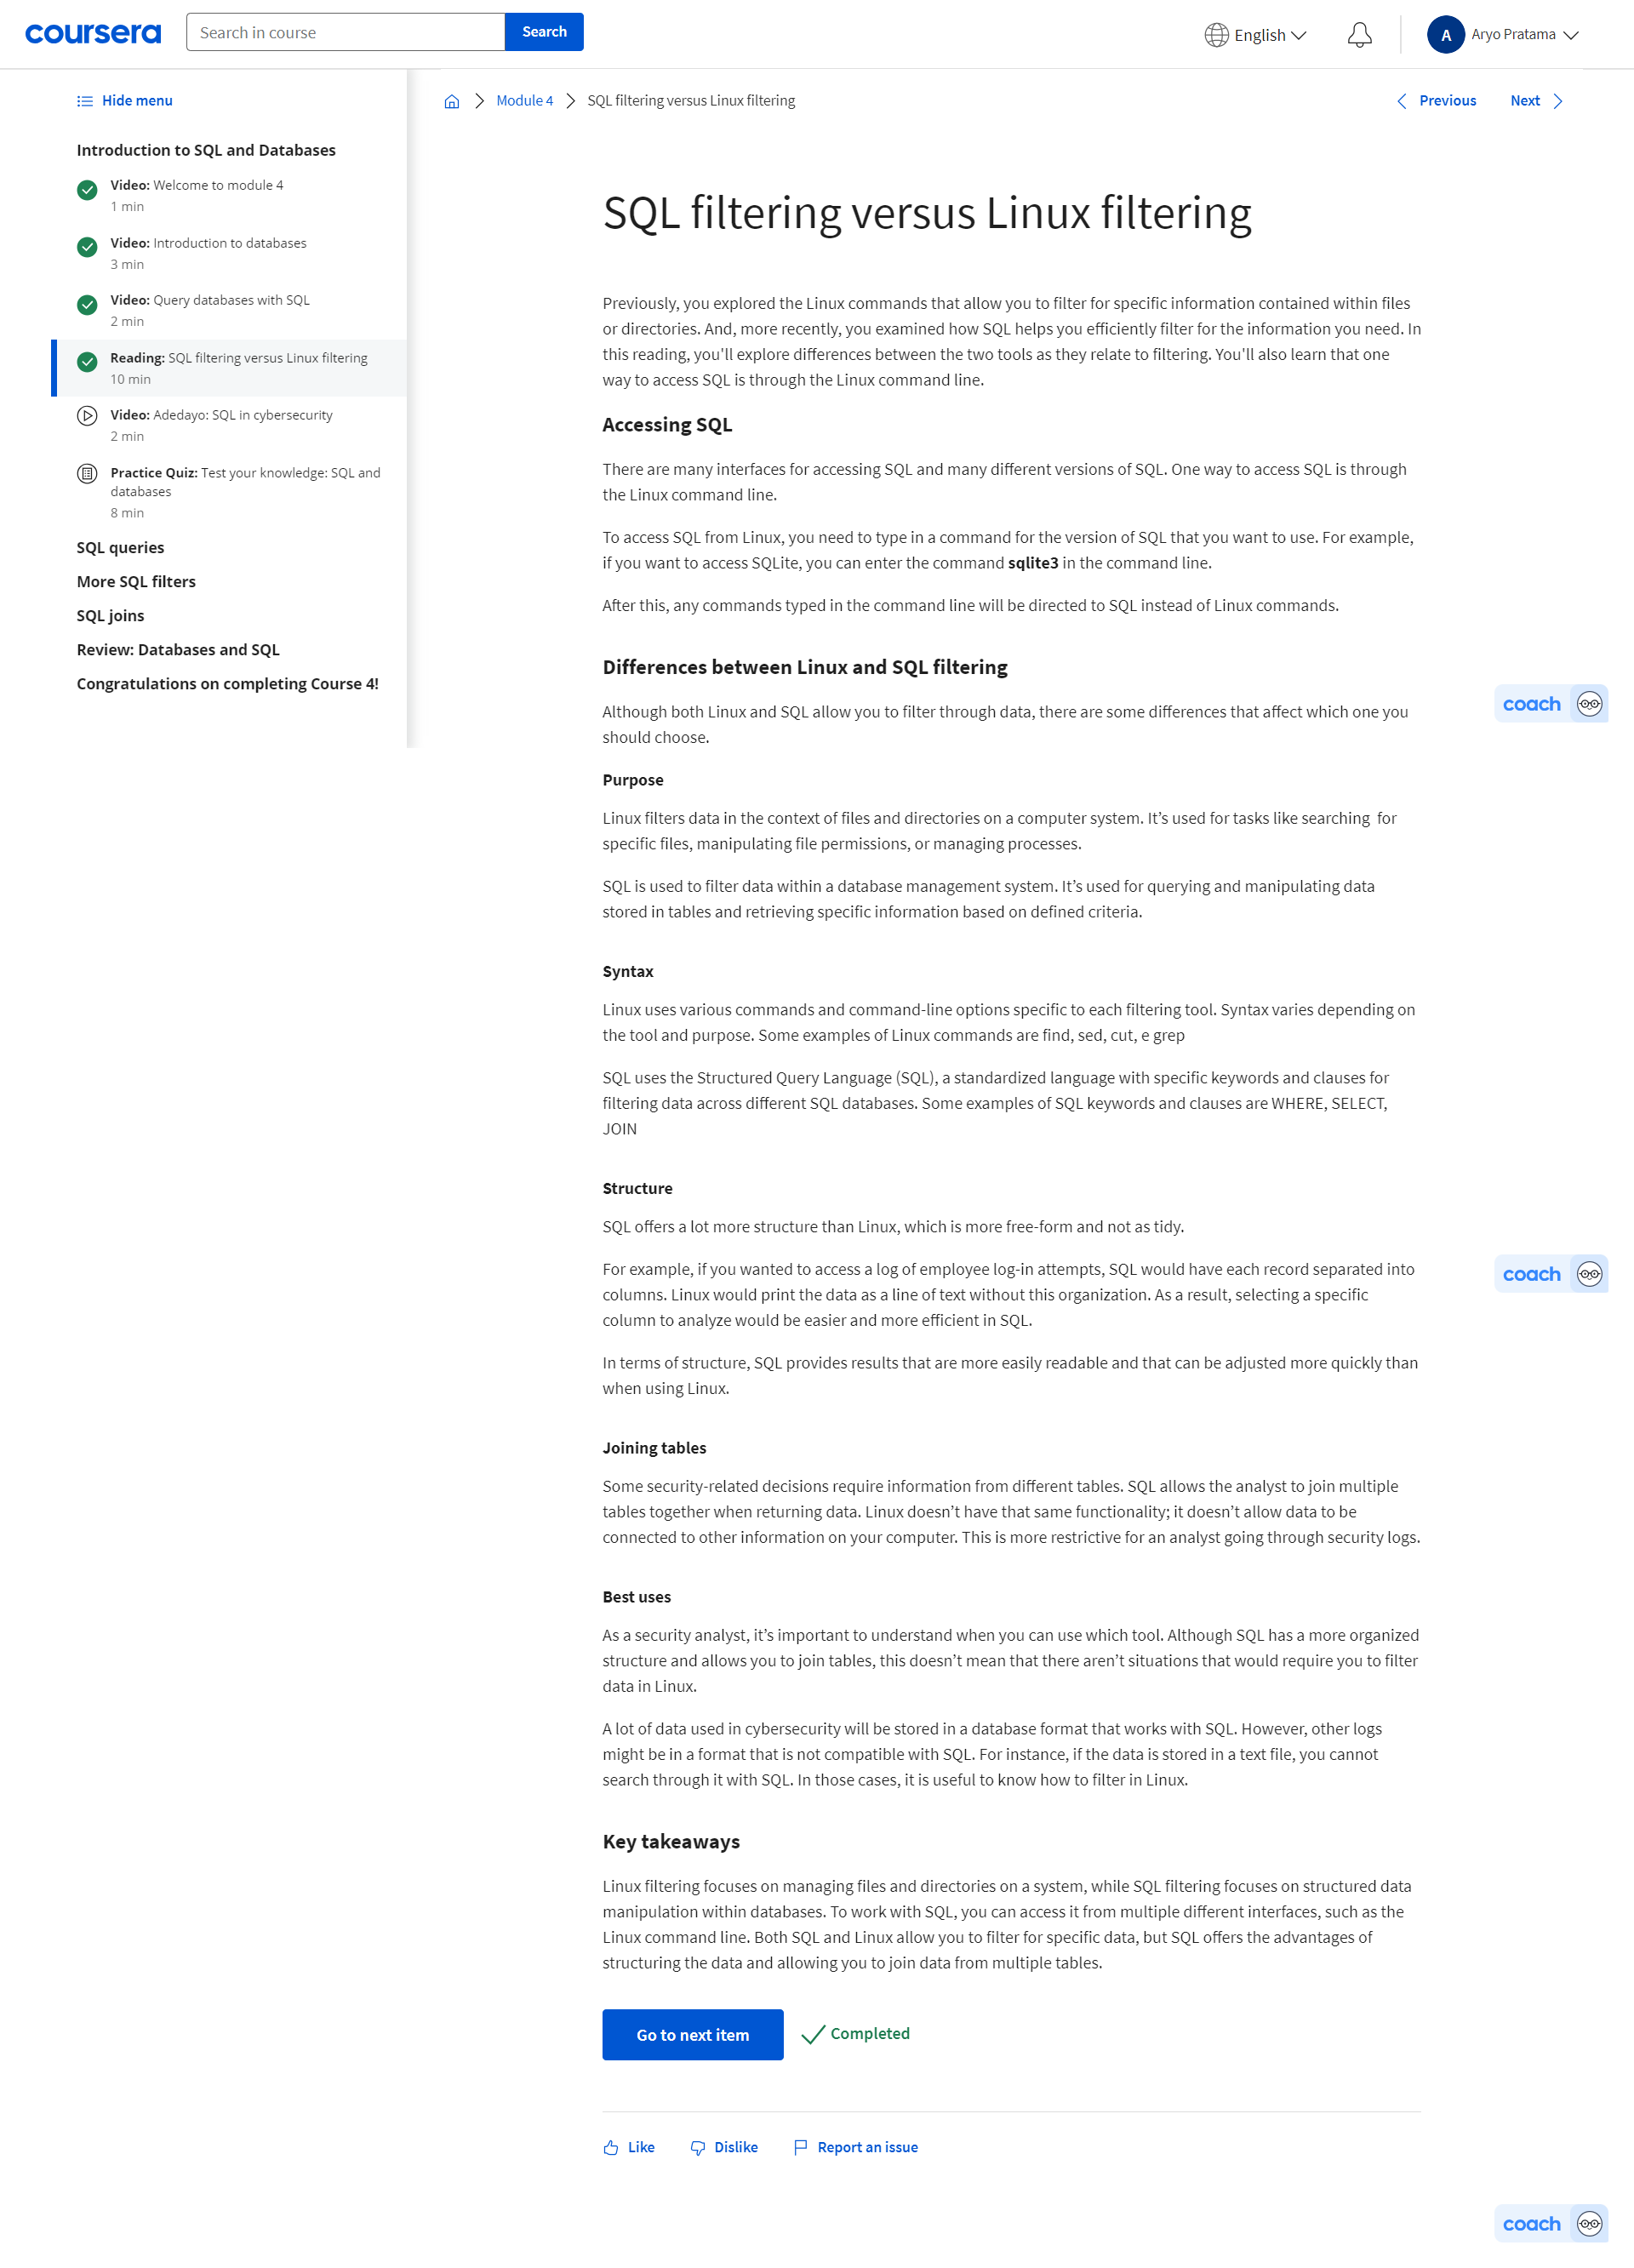 coursera
Search in course
Search
English
A
Aryo Pratama
Hide menu
Introduction to SQL and Databases
Video: Welcome to module 4
1 min
Video: Introduction to databases
3 min
Video: Query databases with SQL
2 min
Reading: SQL filtering versus Linux filtering
10 min
Video: Adedayo: SQL in cybersecurity
2 min
Practice Quiz: Test your knowledge: SQL and
databases
8 min
SQL queries
More SQL filters
SQL joins
Review: Databases and SQL
Congratulations on completing Course 4!
Module 4
SQL filtering versus Linux filtering
Previous
Next
SQL filtering versus Linux filtering
Previously, you explored the Linux commands that allow you to filter for specific information contained within files
or directories. And, more recently, you examined how SQL helps you efficiently filter for the information you need. In
this reading, you'll explore differences between the two tools as they relate to filtering. You'll also learn that one
way to access SQL is through the Linux command line.
Accessing SQL
There are many interfaces for accessing SQL and many different versions of SQL. One way to access SQL is through
the Linux command line.
To access SQL from Linux, you need to type in a command for the version of SQL that you want to use. For example,
if you want to access SQLite, you can enter the command sqlite3 in the command line.
After this, any commands typed in the command line will be directed to SQL instead of Linux commands.
Differences between Linux and SQL filtering
Although both Linux and SQL allow you to filter through data, there are some differences that affect which one you
should choose.
coach
Purpose
Linux filters data in the context of files and directories on a computer system. It’s used for tasks like searching  for
specific files, manipulating file permissions, or managing processes.
SQL is used to filter data within a database management system. It’s used for querying and manipulating data
stored in tables and retrieving specific information based on defined criteria.
Syntax
Linux uses various commands and command-line options specific to each filtering tool. Syntax varies depending on
the tool and purpose. Some examples of Linux commands are find, sed, cut, e grep
SQL uses the Structured Query Language (SQL), a standardized language with specific keywords and clauses for
filtering data across different SQL databases. Some examples of SQL keywords and clauses are WHERE, SELECT,
JOIN
Structure
SQL offers a lot more structure than Linux, which is more free-form and not as tidy.
For example, if you wanted to access a log of employee log-in attempts, SQL would have each record separated into
columns. Linux would print the data as a line of text without this organization. As a result, selecting a specific
column to analyze would be easier and more efficient in SQL.
coach
In terms of structure, SQL provides results that are more easily readable and that can be adjusted more quickly than
when using Linux.
Joining tables
Some security-related decisions require information from different tables. SQL allows the analyst to join multiple
tables together when returning data. Linux doesn’t have that same functionality; it doesn’t allow data to be
connected to other information on your computer. This is more restrictive for an analyst going through security logs.
Best uses
As a security analyst, it’s important to understand when you can use which tool. Although SQL has a more organized
structure and allows you to join tables, this doesn’t mean that there aren’t situations that would require you to filter
data in Linux.
A lot of data used in cybersecurity will be stored in a database format that works with SQL. However, other logs
might be in a format that is not compatible with SQL. For instance, if the data is stored in a text file, you cannot
search through it with SQL. In those cases, it is useful to know how to filter in Linux.
Key takeaways
Linux filtering focuses on managing files and directories on a system, while SQL filtering focuses on structured data
manipulation within databases. To work with SQL, you can access it from multiple different interfaces, such as the
Linux command line. Both SQL and Linux allow you to filter for specific data, but SQL offers the advantages of
structuring the data and allowing you to join data from multiple tables.
Go to next item
Completed
Like
Dislike
Report an issue
coach